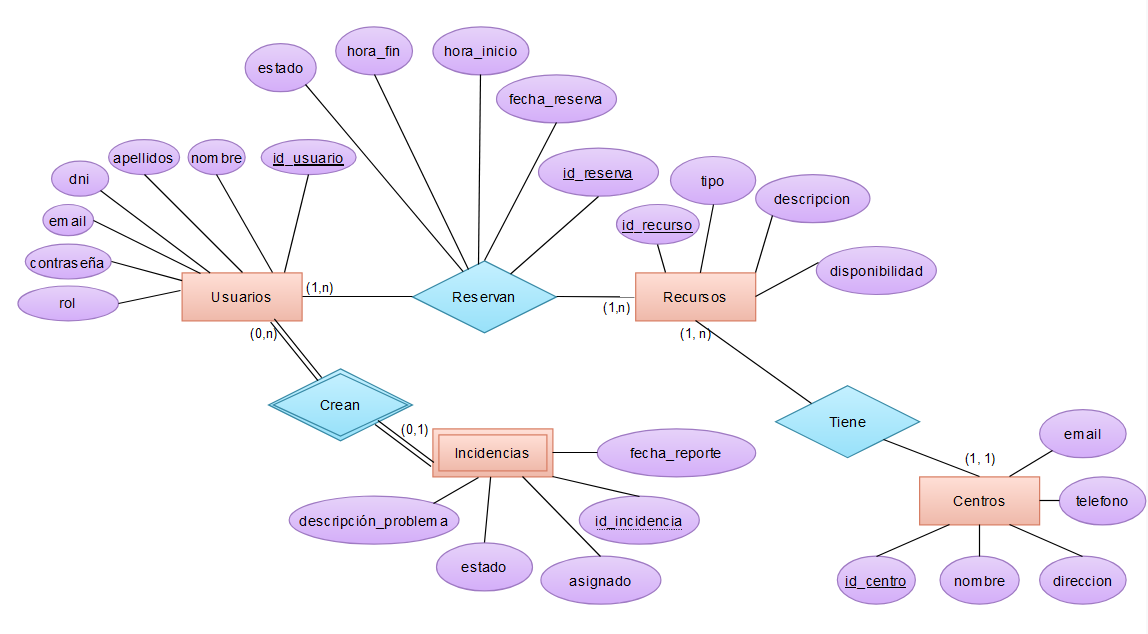 hora_fin
hora_inicio
estado
fecha_reserva
apellidos
nombre
id_usuario
id_reserva
dni
tipo
descripcion
email
id_recurso
contraseña
disponibilidad
rol
Usuarios
(1,n)
Reservan
(1,n)
Recursos
(0,n)
(1, n)
Crean
(0,1)
Tiene
email
Incidencias
fecha_reporte
(1, 1)
Centros
telefono
descripción_problema
id_incidencia
estado
asignado
id_centro
nombre
direccion